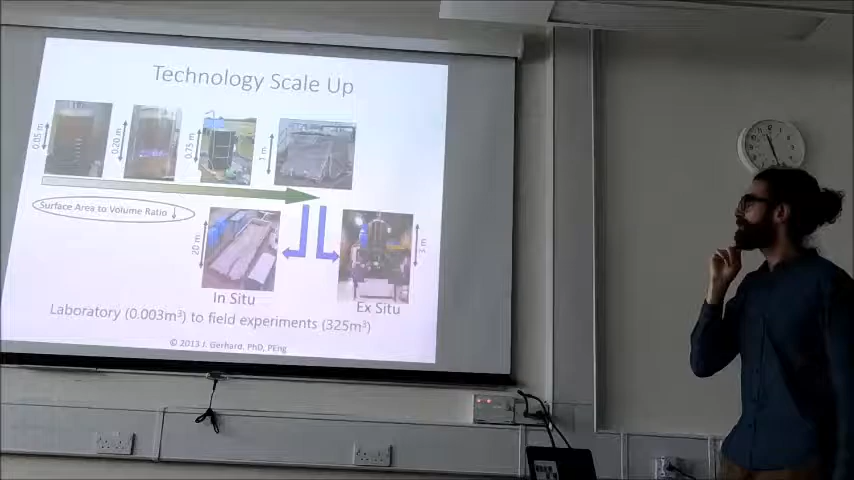 Technology Scale Up
0.05 m
0.20 m
0.75 m
1 m
Surface Area to Volume Ratio ↓
20 m
3 m
In Situ
Ex Situ
Laboratory (0.003m³) to field experiments (325m³)
© 2013 J. Gerhard, PhD, PEng